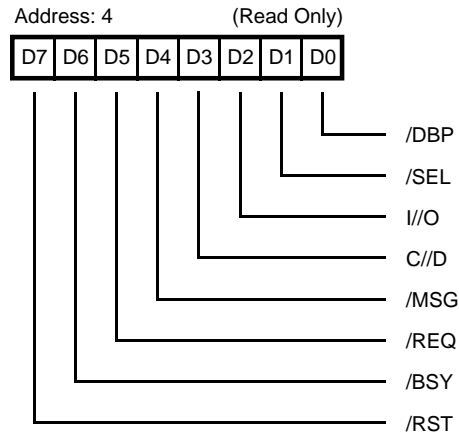 Address: 4 (Read Only)
D7 D6 D5 D4 D3 D2 D1 D0
/DBP
/SEL
I//O
C//D
/MSG
/REQ
/BSY
/RST